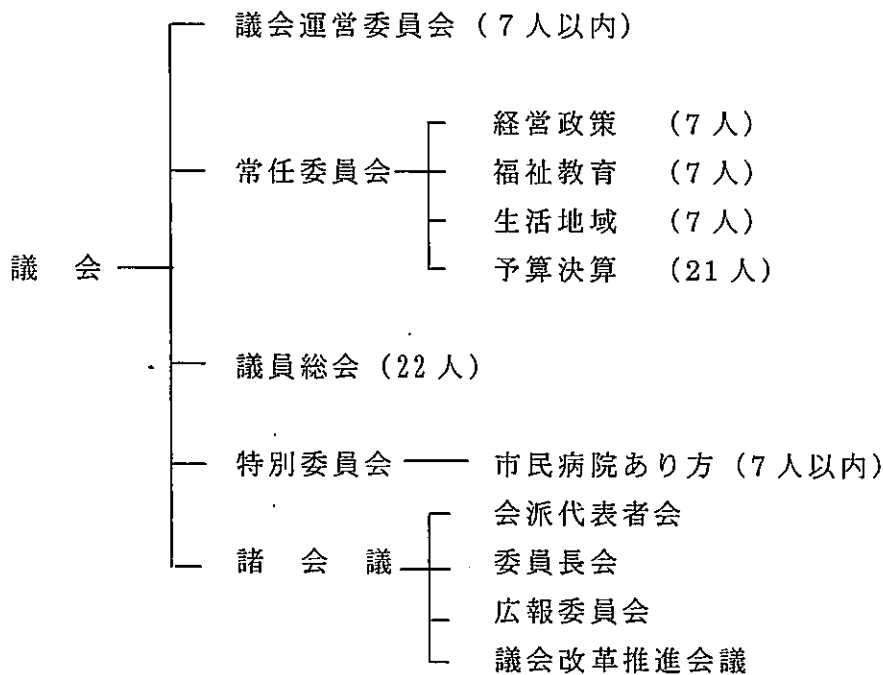 議会運営委員会（7人以内）
経営政策　（7人）
常任委員会　福祉教育　（7人）
生活地域　（7人）
議　会　予算決算　（21人）
議員総会（22人）
特別委員会　市民病院あり方（7人以内）
会派代表者会
諸　会　議　委員長会
広報委員会
議会改革推進会議